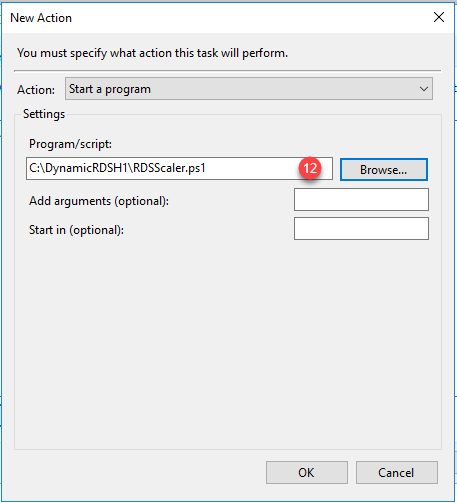 New Action
You must specify what action this task will perform.
Action: Start a program
Settings
Program/script:
C:\DynamicRDSH1\RDSScaler.ps1 12 Browse...
Add arguments (optional):
Start in (optional):
OK Cancel